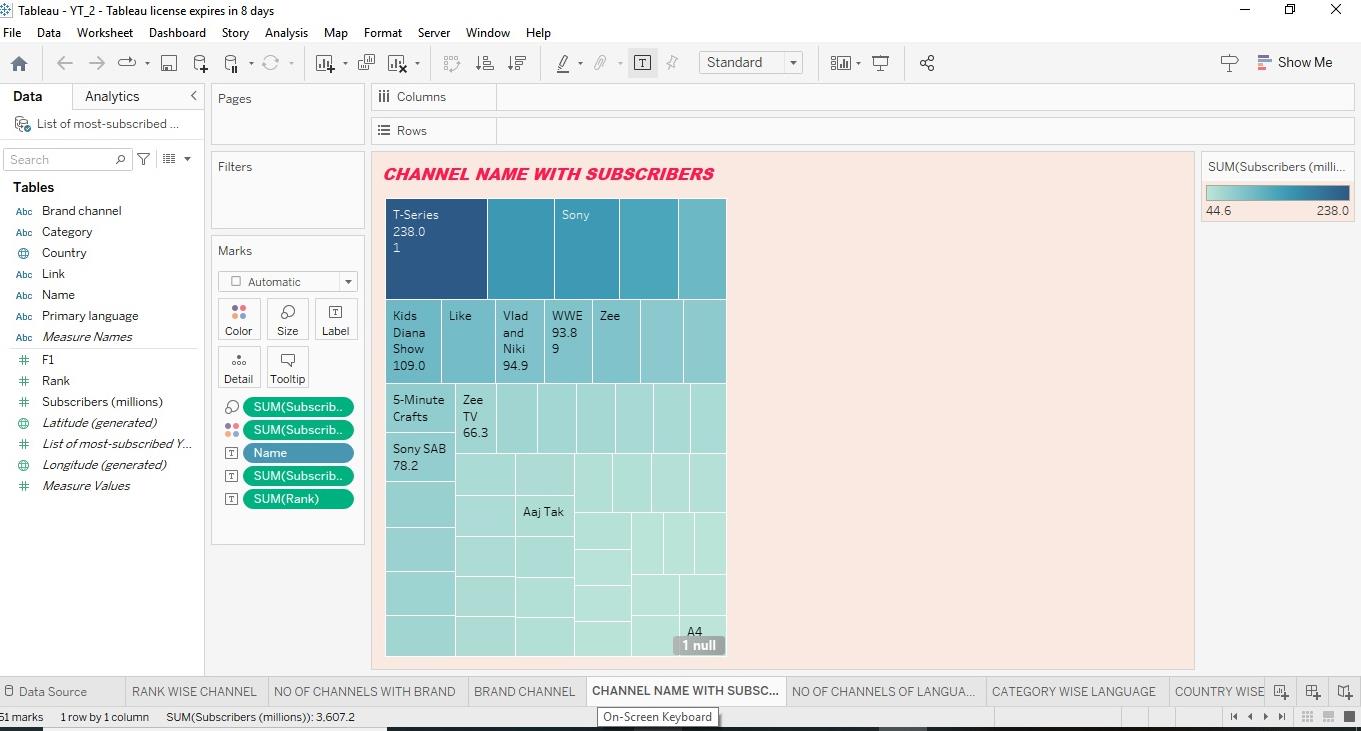 Tableau - YT_2 - Tableau license expires in 8 days
File Data Worksheet Dashboard Story Analysis Map Format Server Window Help
Standard
Show Me
Data Analytics
List of most-subscribed ...
Search
Tables
Abc Brand channel
Abc Category
Country
Abc Link
Abc Name
Abc Primary language
Abc Measure Names
# F1
# Rank
# Subscribers (millions)
Latitude (generated)
# List of most-subscribed Y...
Longitude (generated)
# Measure Values
Pages
Filters
Marks
Automatic
Color Size Label
Detail Tooltip
SUM(Subscrib..
SUM(Subscrib..
Name
SUM(Subscrib..
SUM(Rank)
Columns
Rows
CHANNEL NAME WITH SUBSCRIBERS
T-Series
238.0
1
Sony
Kids
Diana
Show
109.0
Like
Vlad
and
Niki
94.9
WWE
93.8
9
Zee
5-Minute
Crafts
Zee
TV
66.3
Sony SAB
78.2
Aaj Tak
A4
1 null
SUM(Subscribers (milli...
44.6 238.0
Data Source RANK WISE CHANNEL NO OF CHANNELS WITH BRAND BRAND CHANNEL CHANNEL NAME WITH SUBSC... NO OF CHANNELS OF LANGUA... CATEGORY WISE LANGUAGE COUNTRY WISE
51 marks 1 row by 1 column SUM(Subscribers (millions)): 3,607.2
On-Screen Keyboard